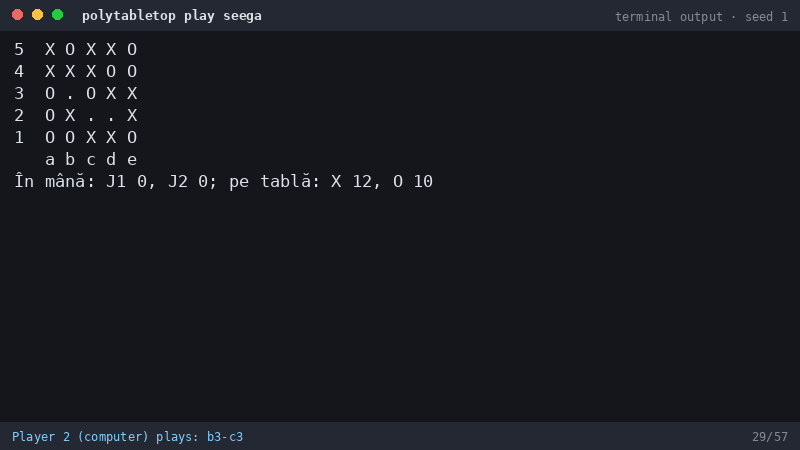 polytabletop play seega
terminal output · seed 1
5 X O X X O
4 X X X O O
3 O . O X X
2 O X . . X
1 O O X X O
a b c d e
În mână: J1 0, J2 0; pe tablă: X 12, O 10
Player 2 (computer) plays: b3-c3
29/57